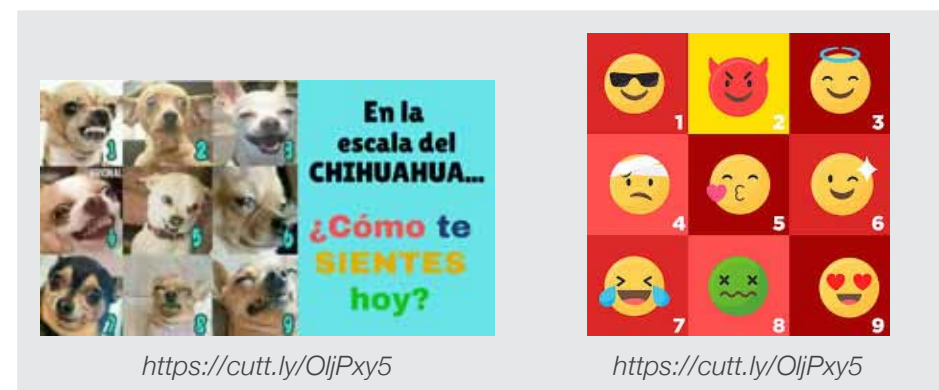 1
2
3
4
5
6
7
8
9
En la
escala del
CHIHUAHUA...
¿Cómo te
SIENTES
hoy?
https://cutt.ly/OljPxy5
1
2
3
4
5
6
7
8
9
https://cutt.ly/OljPxy5